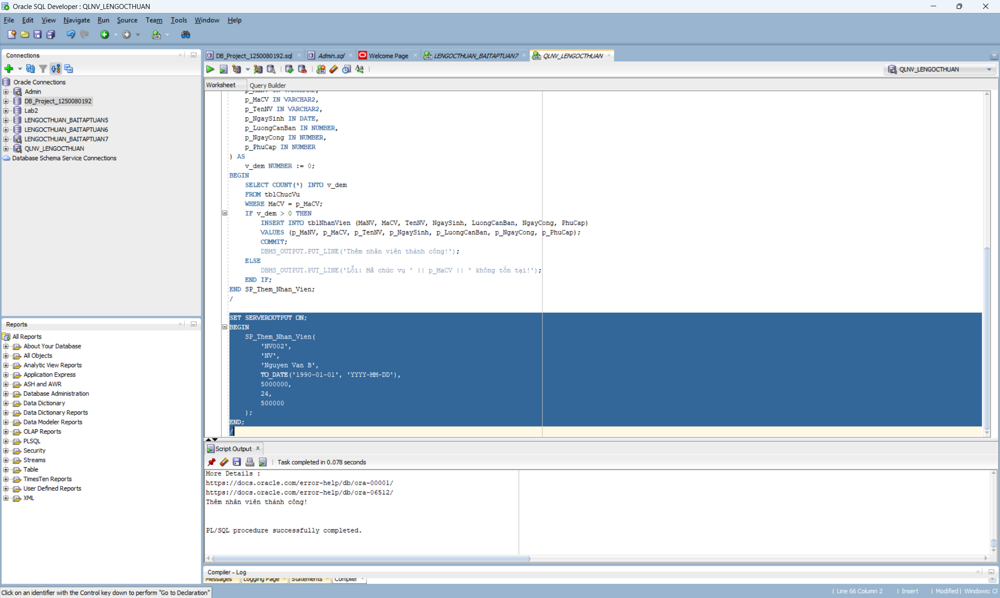 Oracle SQL Developer : QLNV_LENGOCTHUAN
File Edit View Navigate Run Source Team Tools Window Help
Connections
Oracle Connections
Admin
DB_Project_1250080192
Lab2
LENGOCTHUAN_BAITAPTUAN5
LENGOCTHUAN_BAITAPTUAN6
LENGOCTHUAN_BAITAPTUAN7
QLNV_LENGOCTHUAN
Database Schema Service Connections
Reports
All Reports
About Your Database
All Objects
Analytic View Reports
Application Express
ASH and AWR
Database Administration
Data Dictionary
Data Dictionary Reports
Data Modeler Reports
OLAP Reports
PLSQL
Security
Streams
Table
TimesTen Reports
User Defined Reports
XML
DB_Project_1250080192.sql Admin.sql Welcome Page LENGOCTHUAN_BAITAPTUAN7 QLNV_LENGOCTHUAN
QLNV_LENGOCTHUAN
Worksheet Query Builder
p_MaCV IN VARCHAR2,
p_TenNV IN VARCHAR2,
p_NgaySinh IN DATE,
p_LuongCanBan IN NUMBER,
p_NgayCong IN NUMBER,
p_PhuCap IN NUMBER
) AS
v_dem NUMBER := 0;
BEGIN
SELECT COUNT(*) INTO v_dem
FROM tblChucVu
WHERE MaCV = p_MaCV;
IF v_dem > 0 THEN
INSERT INTO tblNhanVien (MaNV, MaCV, TenNV, NgaySinh, LuongCanBan, NgayCong, PhuCap)
VALUES (p_MaNV, p_MaCV, p_TenNV, p_NgaySinh, p_LuongCanBan, p_NgayCong, p_PhuCap);
COMMIT;
DBMS_OUTPUT.PUT_LINE('Thêm nhân viên thành công!');
ELSE
DBMS_OUTPUT.PUT_LINE('Lỗi: Mã chức vụ ' || p_MaCV || ' không tồn tại!');
END IF;
END SP_Them_Nhan_Vien;
/
SET SERVEROUTPUT ON;
BEGIN
SP_Them_Nhan_Vien(
'NV002',
'NV',
'Nguyen Van B',
TO_DATE('1990-01-01', 'YYYY-MM-DD'),
5000000,
24,
500000
);
END;
/
Script Output
Task completed in 0.078 seconds
More Details :
https://docs.oracle.com/error-help/db/ora-00001/
https://docs.oracle.com/error-help/db/ora-06512/
Thêm nhân viên thành công!
PL/SQL procedure successfully completed.
Compiler - Log
Messages Logging Page Statements Compiler
Click on an identifier with the Control key down to perform "Go to Declaration"
Line 66 Column 2 | Insert | Modified | Windows: